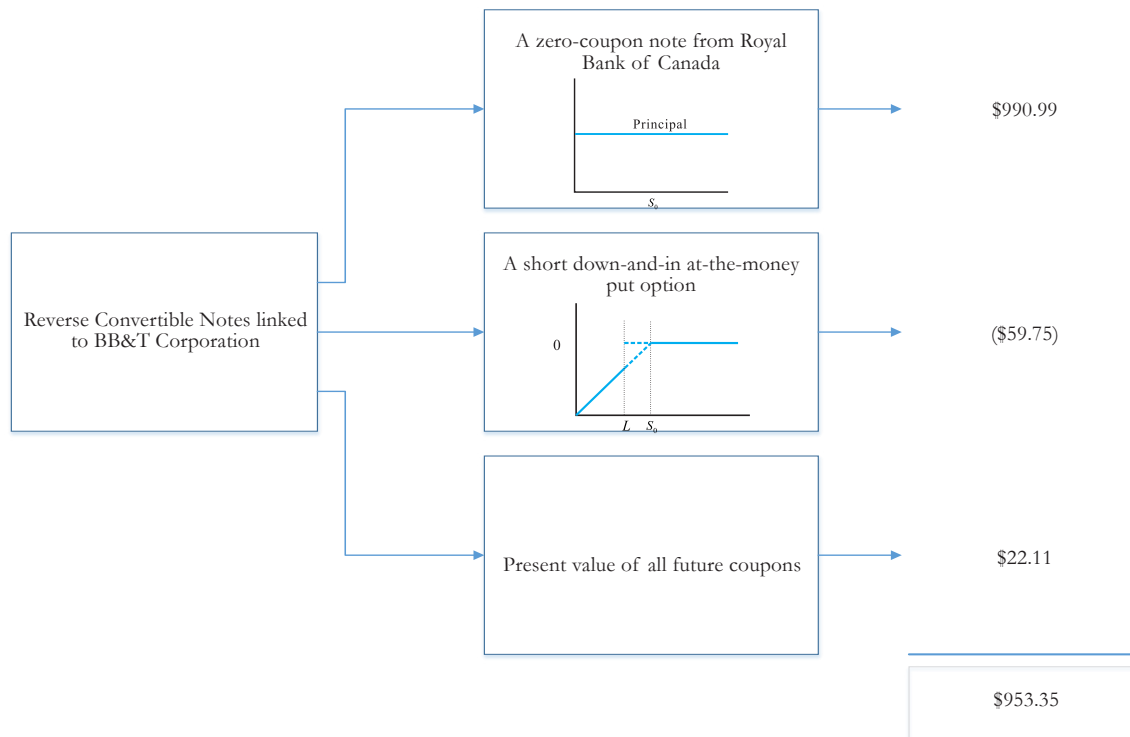 A zero-coupon note from Royal
Bank of Canada
Principal
S₀
$990.99
Reverse Convertible Notes linked
to BB&T Corporation
A short down-and-in at-the-money
put option
0
L S₀
($59.75)
Present value of all future coupons
$22.11
$953.35